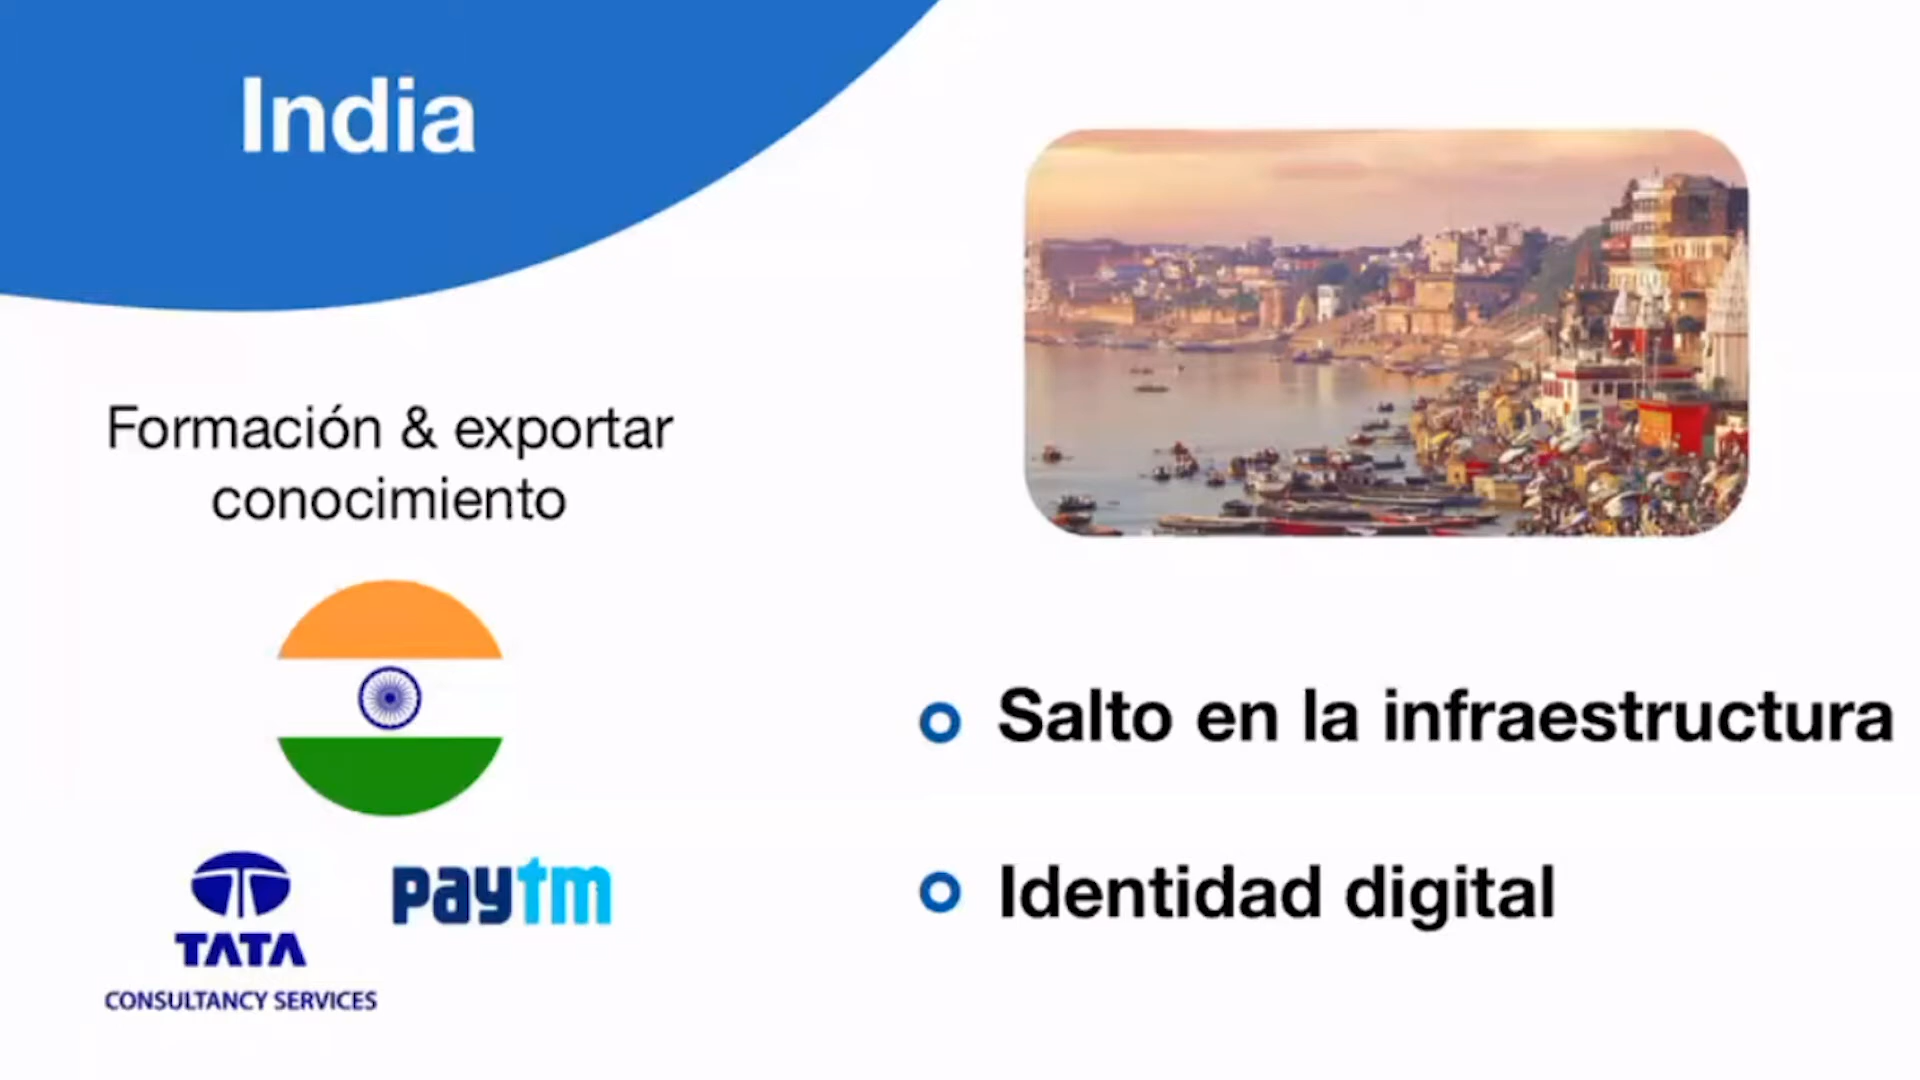 India
Formación & exportar
conocimiento
TATA
CONSULTANCY SERVICES
paytm
Salto en la infraestructura
Identidad digital